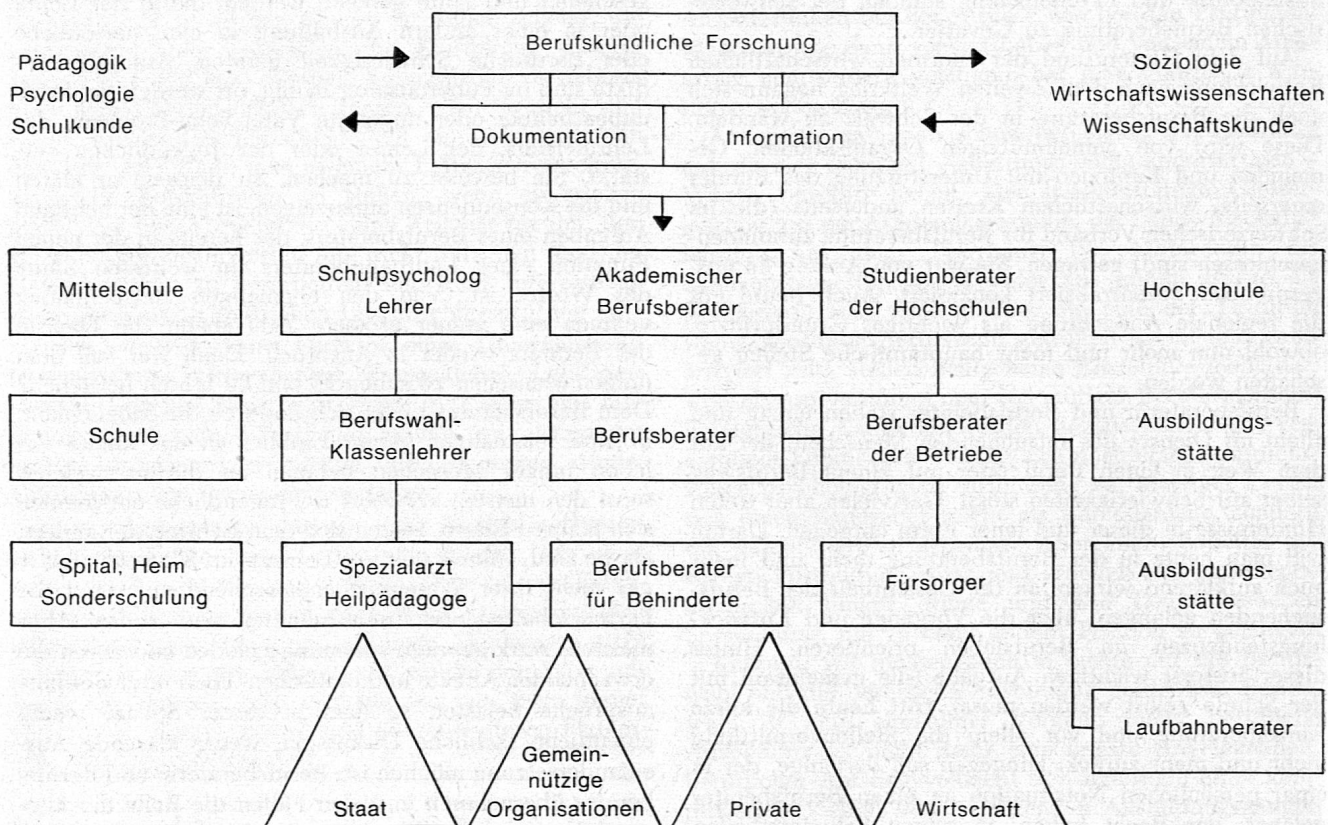 Berufskundliche Forschung
Pädagogik
Psychologie
Schulkunde
Soziologie
Wirtschaftswissenschaften
Wissenschaftskunde
Dokumentation
Information
Mittelschule
Schulpsycholog
Lehrer
Akademischer
Berufsberater
Studienberater
der Hochschulen
Hochschule
Schule
Berufswahl-
Klassenlehrer
Berufsberater
Berufsberater
der Betriebe
Ausbildungs-
stätte
Spital, Heim
Sonderschulung
Spezialarzt
Heilpädagoge
Berufsberater
für Behinderte
Fürsorger
Ausbildungs-
stätte
Laufbahnberater
Staat
Gemein-
nützige
Organisationen
Private
Wirtschaft